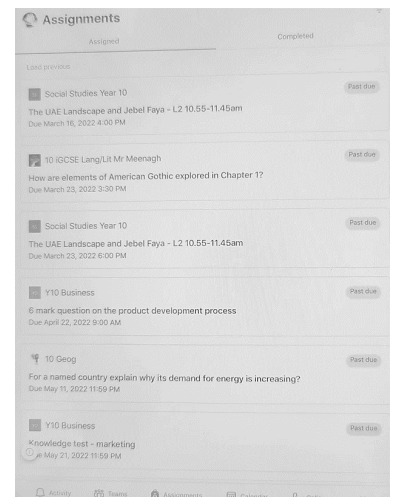 Assignments
Assigned
Completed
Load previous
Past due
Social Studies Year 10
The UAE Landscape and Jebel Faya - L2 10.55-11.45am
Due March 18, 2022 4:00 PM
Past due
10 iGCSE Lang/Lit Mr Meenagh
How are elements of American Gothic explored in Chapter 1?
Due March 23, 2022 3:30 PM
Past due
Social Studies Year 10
The UAE Landscape and Jebel Faya - L2 10.55-11.45am
Due March 23, 2022 6:00 PM
Past due
Y10 Business
6 mark question on the product development process
Due April 22, 2022 9:00 AM
Past due
10 Geog
For a named country explain why its demand for energy is increasing?
Due May 11, 2022 11:59 PM
Past due
Y10 Business
Knowledge test - marketing
May 21, 2022 11:59 PM
Activity
Teams
Assignments
Calendar